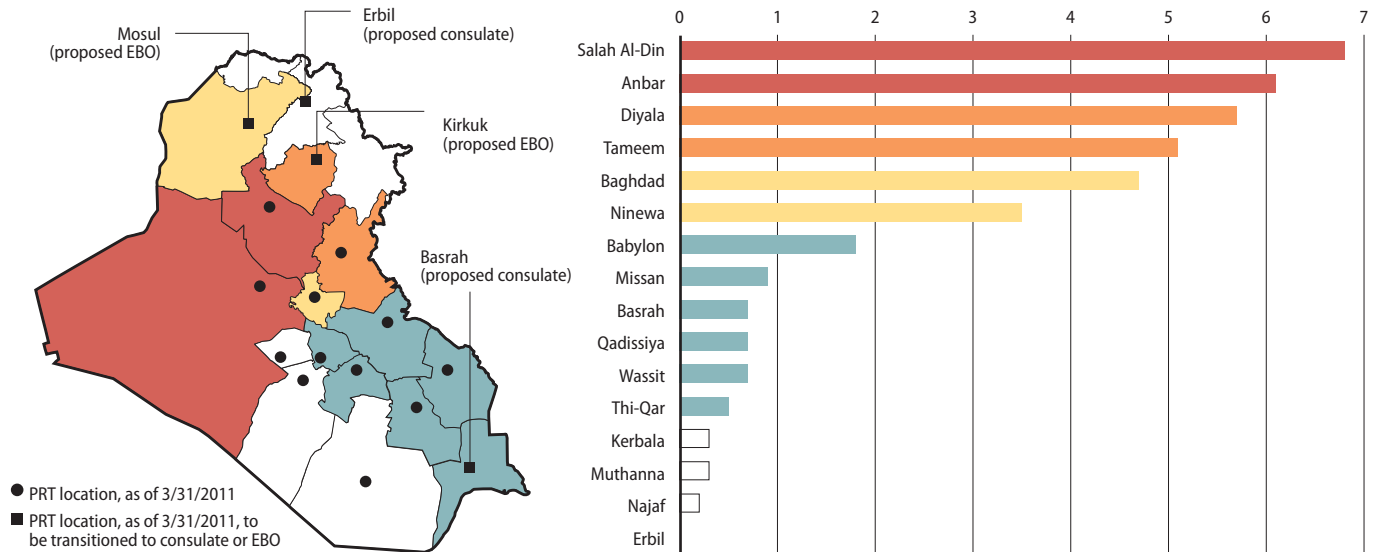 Erbil
(proposed consulate)
Mosul
(proposed EBO)
Kirkuk
(proposed EBO)
Basrah
(proposed consulate)
● PRT location, as of 3/31/2011
■ PRT location, as of 3/31/2011, to
be transitioned to consulate or EBO
0 1 2 3 4 5 6 7
Salah Al-Din
Anbar
Diyala
Tameem
Baghdad
Ninewa
Babylon
Missan
Basrah
Qadissiya
Wassit
Thi-Qar
Kerbala
Muthanna
Najaf
Erbil